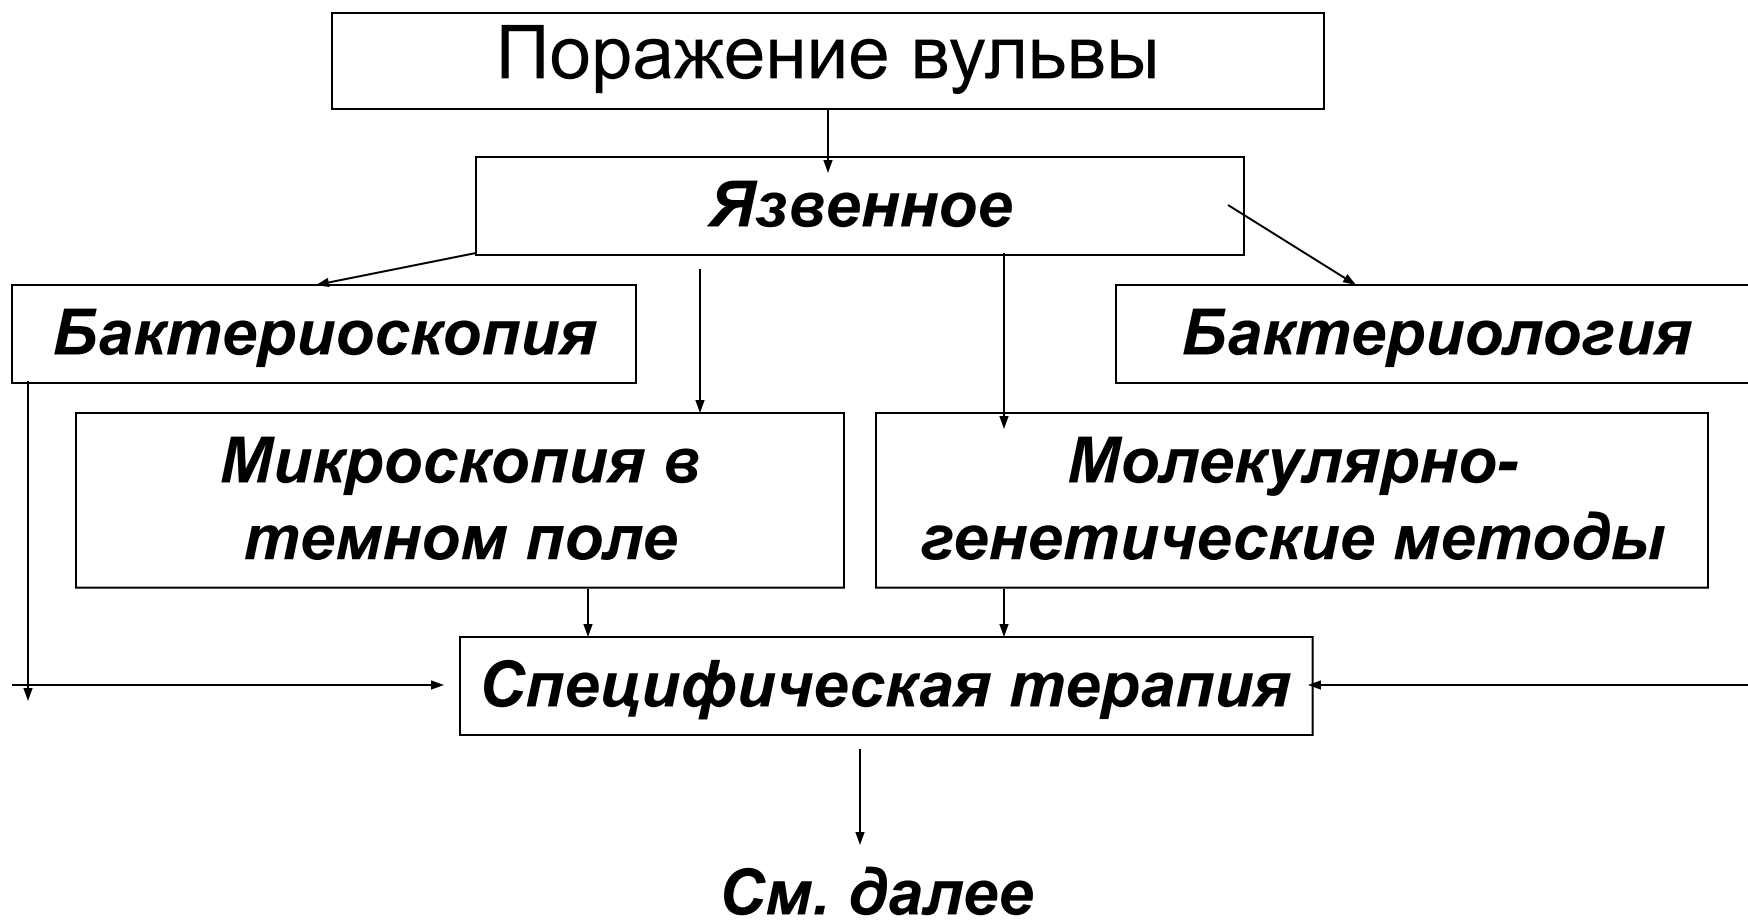 Поражение вульвы
Язвенное
Бактериоскопия
Бактериология
Микроскопия в
темном поле
Молекулярно-
генетические методы
Специфическая терапия
См. далее